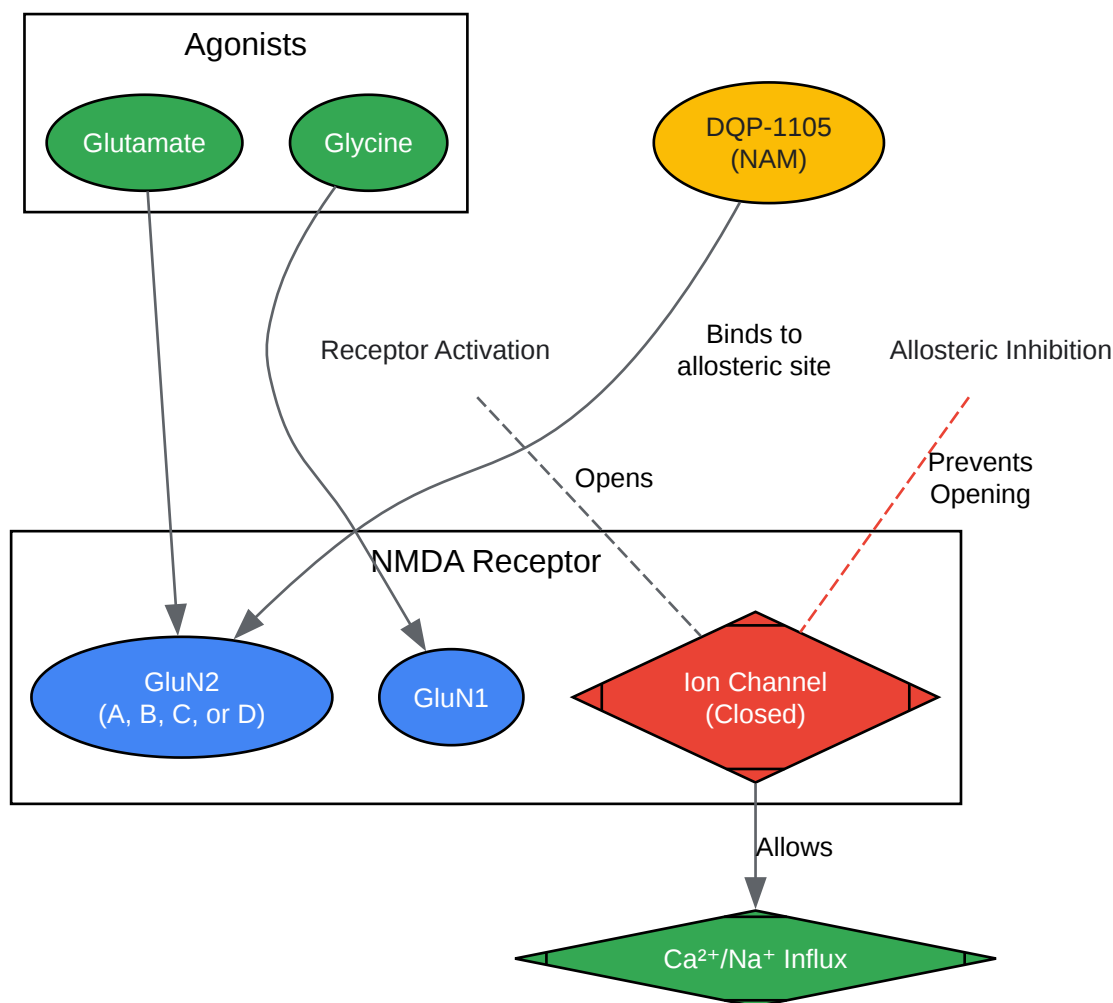 Agonists
Glutamate
Glycine
DQP-1105
(NAM)
Binds to
allosteric site
Receptor Activation
Allosteric Inhibition
Opens
Prevents
Opening
NMDA Receptor
GluN2
(A, B, C, or D)
GluN1
Ion Channel
(Closed)
Allows
Ca²⁺/Na⁺ Influx